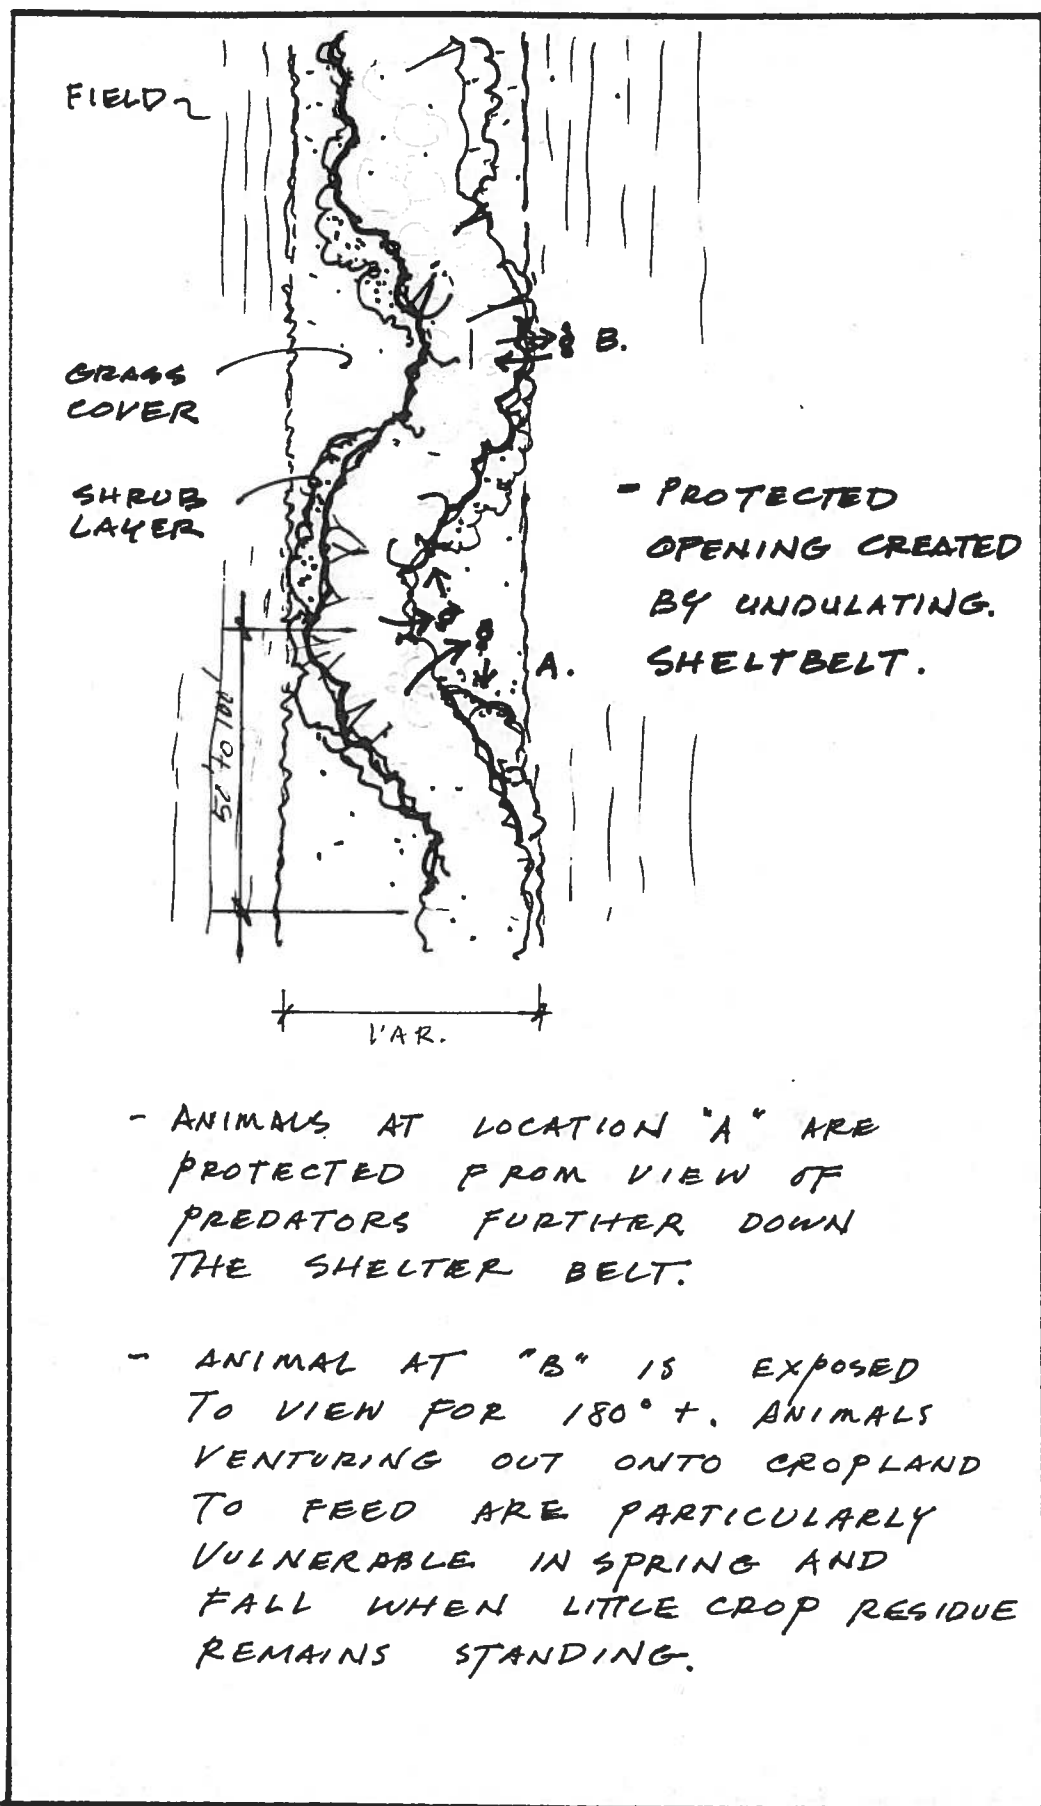 FIELD
GRASS
COVER
SHRUB
LAYER
B.
- PROTECTED
OPENING CREATED
BY UNDULATING.
SHELTBELT.
A.
50 to 100'
VAR.
- ANIMALS AT LOCATION "A" ARE
PROTECTED FROM VIEW OF
PREDATORS FURTHER DOWN
THE SHELTER BELT.
- ANIMAL AT "B" IS EXPOSED
TO VIEW FOR 180° +. ANIMALS
VENTURING OUT ONTO CROPLAND
TO FEED ARE PARTICULARLY
VULNERABLE IN SPRING AND
FALL WHEN LITTLE CROP RESIDUE
REMAINS STANDING.